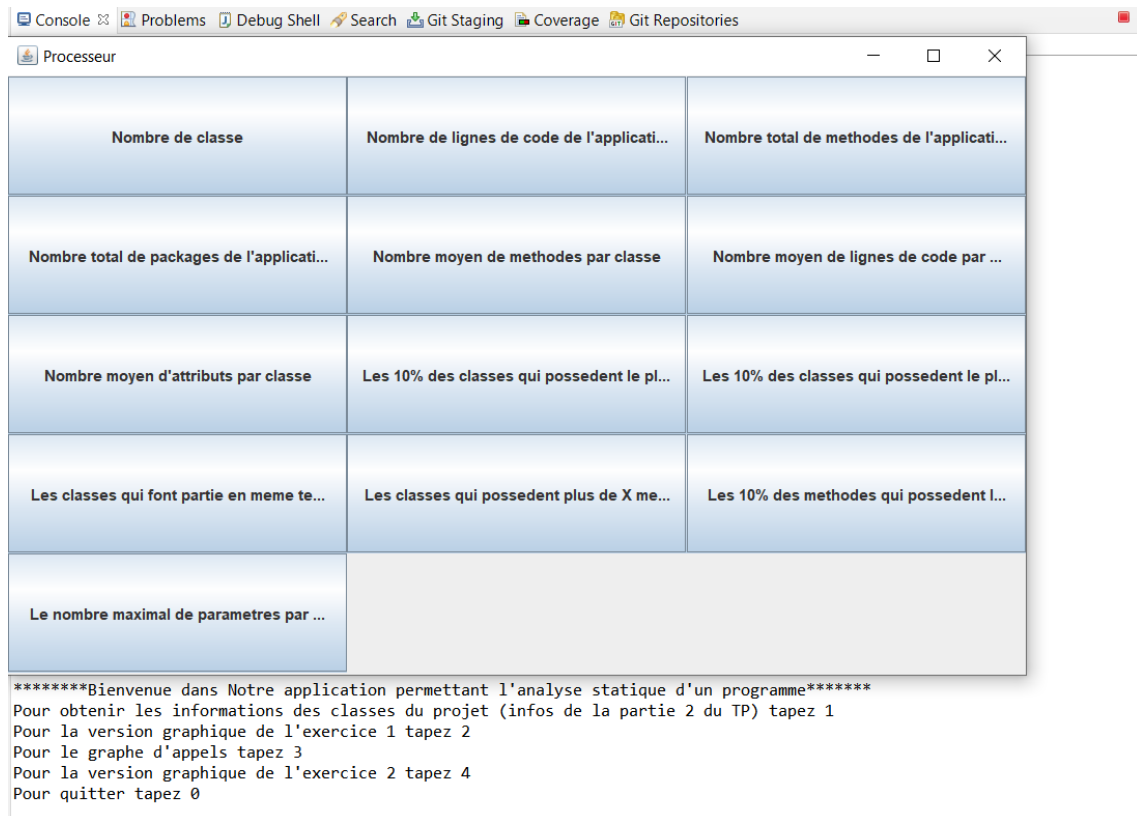 Console Problems Debug Shell Search Git Staging Coverage Git Repositories
Processeur
Nombre de classe
Nombre de lignes de code de l'applicati...
Nombre total de methodes de l'applicati...
Nombre total de packages de l'applicati...
Nombre moyen de methodes par classe
Nombre moyen de lignes de code par ...
Nombre moyen d'attributs par classe
Les 10% des classes qui possedent le pl...
Les 10% des classes qui possedent le pl...
Les classes qui font partie en meme te...
Les classes qui possedent plus de X me...
Les 10% des methodes qui possedent l...
Le nombre maximal de parametres par ...
********Bienvenue dans Notre application permettant l'analyse statique d'un programme*******
Pour obtenir les informations des classes du projet (infos de la partie 2 du TP) tapez 1
Pour la version graphique de l'exercice 1 tapez 2
Pour le graphe d'appels tapez 3
Pour la version graphique de l'exercice 2 tapez 4
Pour quitter tapez 0